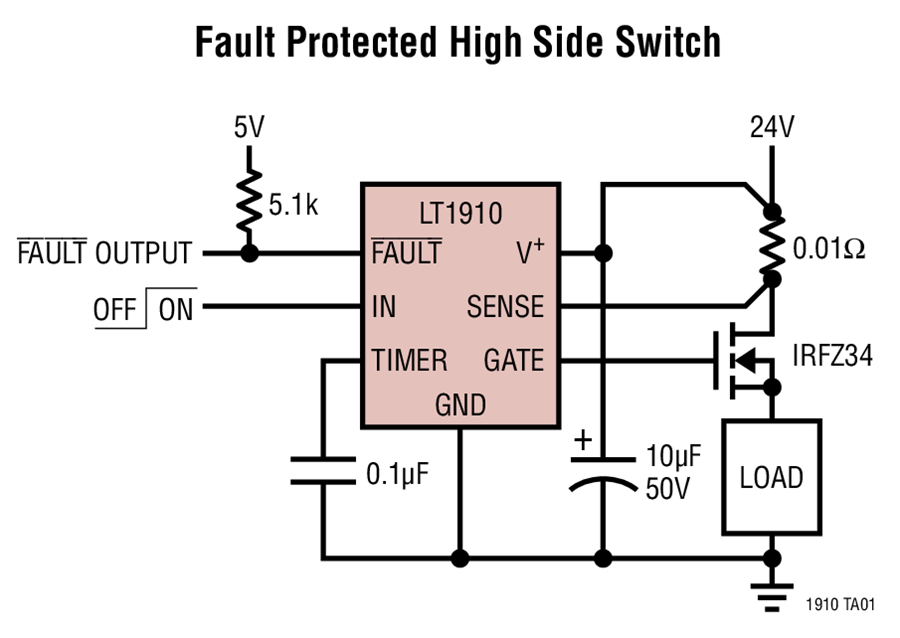 Fault Protected High Side Switch
5V
24V
5.1k
LT1910
FAULT OUTPUT
FAULT
V+
0.01Ω
OFF ON
IN
SENSE
TIMER
GATE
IRFZ34
GND
+
0.1µF
10µF
50V
LOAD
1910 TA01